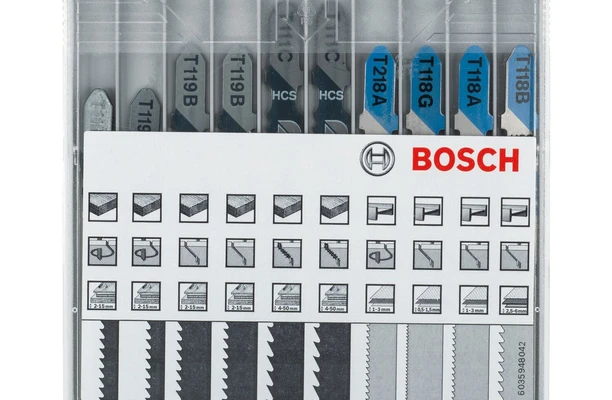 T119
T119B
T119B
C
HCS
C
HCS
T218A
T118G
T118A
T118B
BOSCH
2-15 mm
2-15 mm
2-15 mm
2-15 mm
4-50 mm
4-50 mm
1-3 mm
0,5-1,5 mm
1-3 mm
2,5-6 mm
6035948042